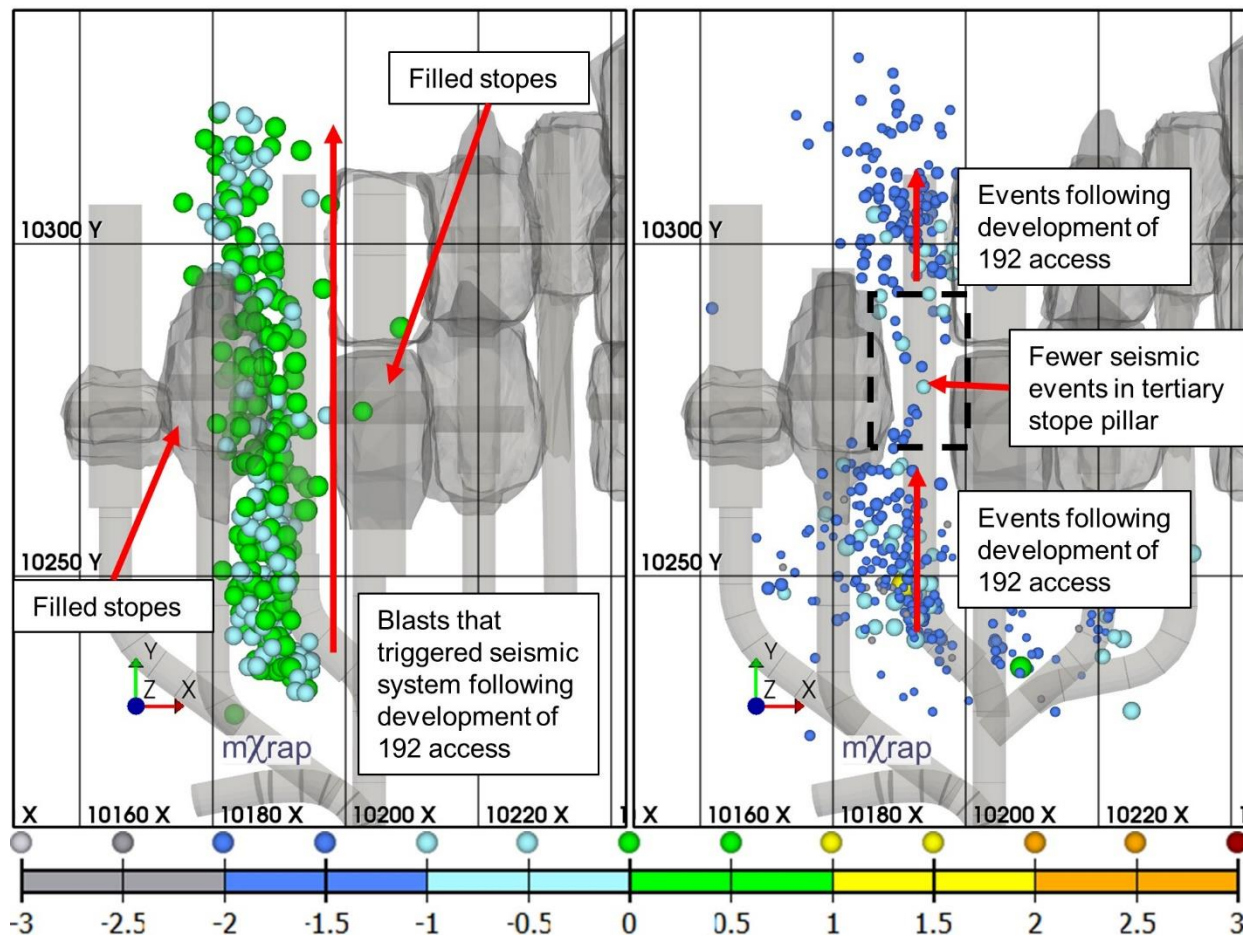 Filled stopes
10300 Y
10250 Y
Filled stopes
Blasts that
triggered seismic
system following
development of
192 access
Y
Z
X
mχrap
X
10160 X
10180 X
10200 X
10220 X
Events following
development of
192 access
10300 Y
Fewer seismic
events in tertiary
stope pillar
Events following
development of
192 access
10250 Y
Y
Z
X
mχrap
10160 X
10180 X
10200 X
10220 X
-3 -2.5 -2 -1.5 -1 -0.5 0 0.5 1 1.5 2 2.5 3